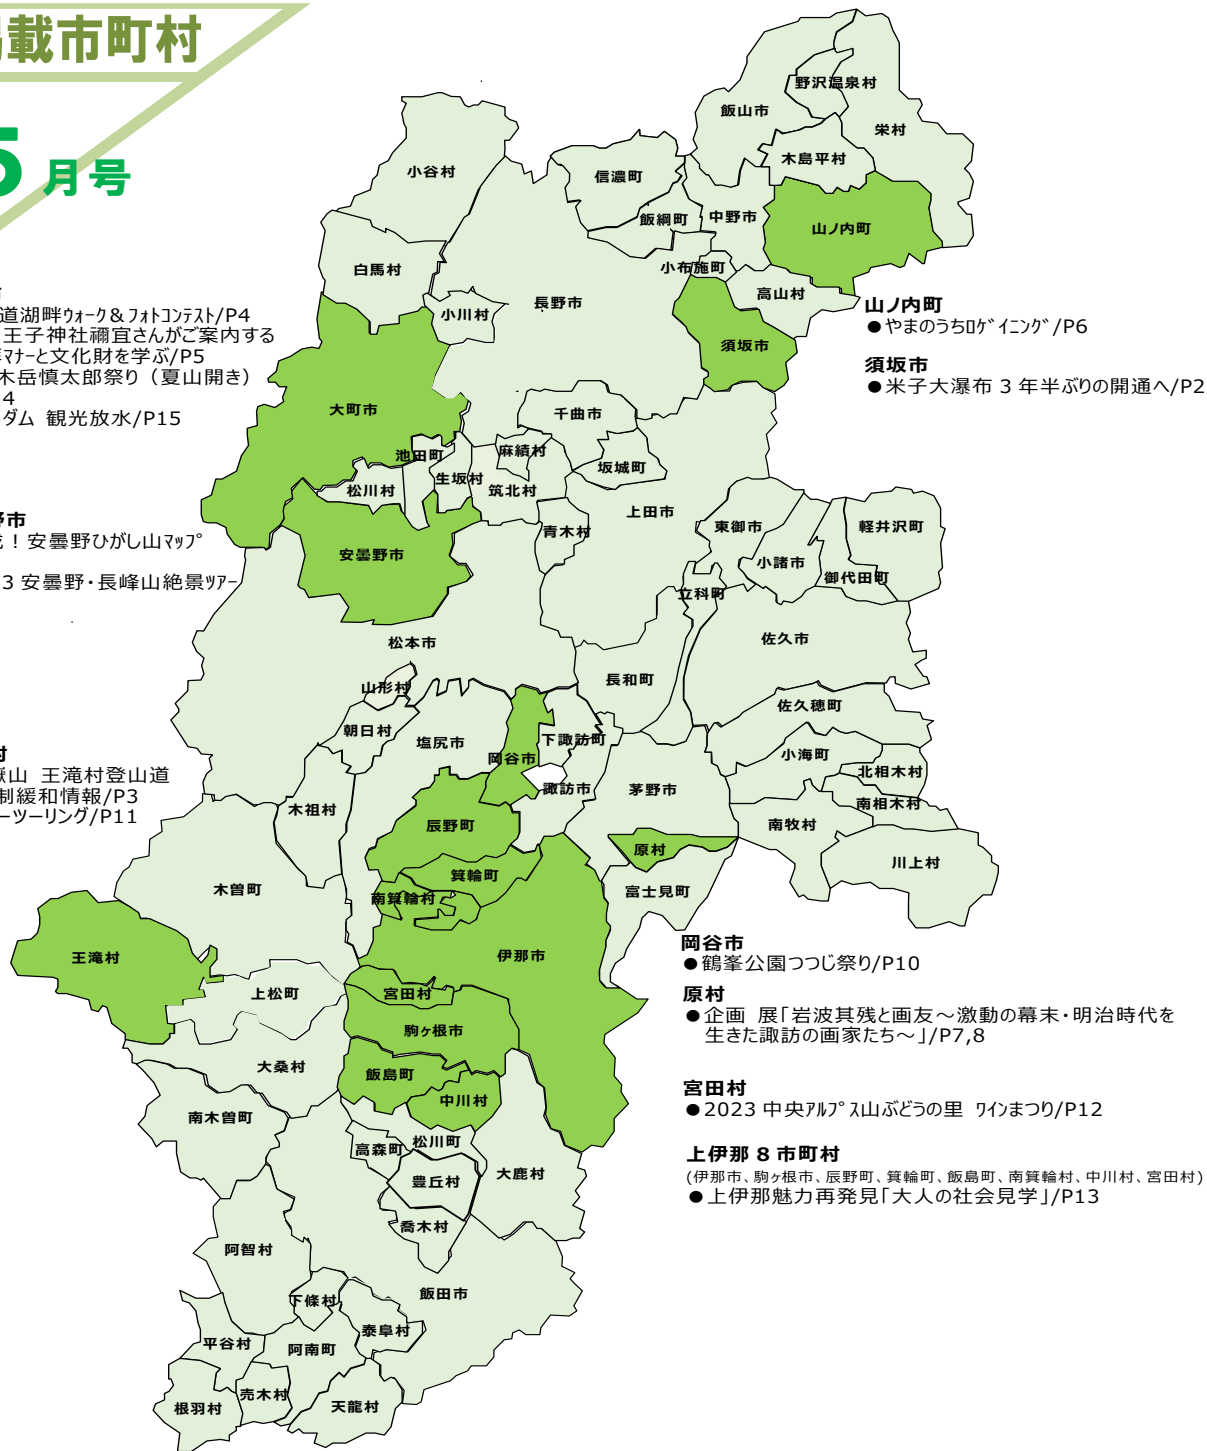 載市町村
5月号
道湖畔ウォーク＆フォトコンテスト/P4
王子神社禰宜さんがご案内する
マナーと文化財を学ぶ/P5
木岳慎太郎祭り（夏山開き）
4
ダム 観光放水/P15
野市
！安曇野ひがし山マップ
3 安曇野・長峰山絶景ツアー
村
山 王滝村登山道
制緩和情報/P3
ーツーリング/P11
野沢温泉村
飯山市
栄村
木島平村
小谷村
信濃町
飯綱町
中野市
山ノ内町
白馬村
小布施町
高山村
長野市
小川村
須坂市
大町市
千曲市
池田町
麻績村
坂城町
生坂村
松川村
筑北村
上田市
青木村
東御市
軽井沢町
安曇野市
小諸市
御代田町
立科町
松本市
佐久市
山形村
長和町
佐久穂町
朝日村
塩尻市
下諏訪町
岡谷市
小海町
北相木村
諏訪市
茅野市
南相木村
木祖村
辰野町
南牧村
原村
川上村
箕輪町
木曽町
富士見町
南箕輪村
王滝村
伊那市
上松町
宮田村
駒ヶ根市
大桑村
飯島町
中川村
南木曽町
松川町
高森町
大鹿村
豊丘村
喬木村
阿智村
飯田市
下條村
泰阜村
平谷村
阿南町
売木村
根羽村
天龍村
山ノ内町
●やまのうちロゲイニング/P6
須坂市
●米子大瀑布 3 年半ぶりの開通へ/P2
岡谷市
●鶴峯公園つつじ祭り/P10
原村
●企画 展「岩波其残と画友～激動の幕末・明治時代を
生きた諏訪の画家たち～」/P7,8
宮田村
●2023 中央アルプス山ぶどうの里 ワインまつり/P12
上伊那 8 市町村
(伊那市、駒ヶ根市、辰野町、箕輪町、飯島町、南箕輪村、中川村、宮田村)
●上伊那魅力再発見「大人の社会見学」/P13